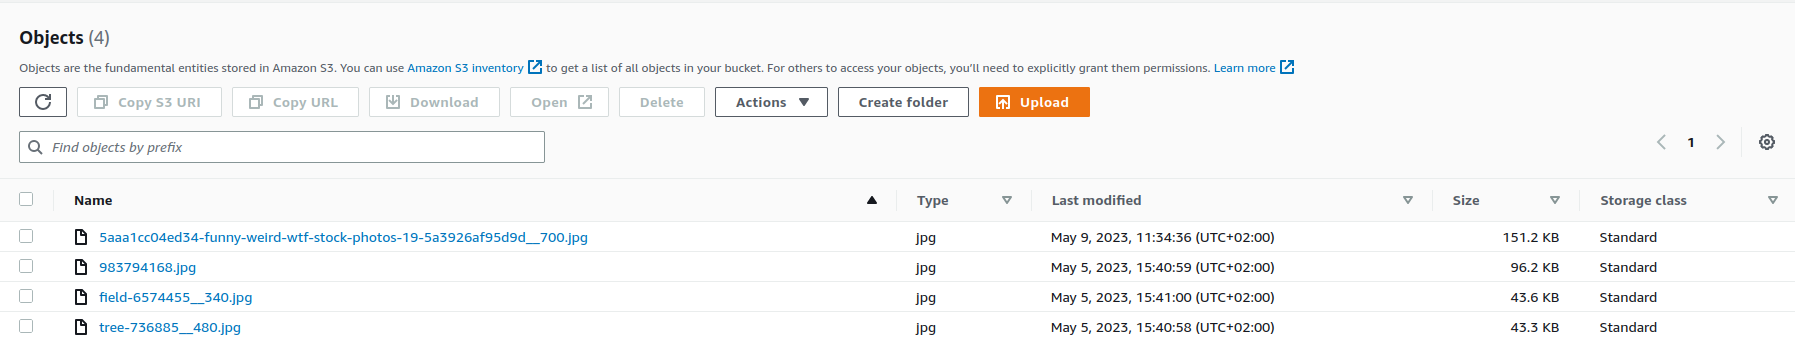 Objects (4)
Objects are the fundamental entities stored in Amazon S3. You can use Amazon S3 inventory to get a list of all objects in your bucket. For others to access your objects, you'll need to explicitly grant them permissions. Learn more
Copy S3 URI Copy URL Download Open Delete Actions Create folder Upload
Find objects by prefix
1
Name Type Last modified Size Storage class
5aaa1cc04ed34-funny-weird-wtf-stock-photos-19-5a3926af95d9d__700.jpg jpg May 9, 2023, 11:34:36 (UTC+02:00) 151.2 KB Standard
983794168.jpg jpg May 5, 2023, 15:40:59 (UTC+02:00) 96.2 KB Standard
field-6574455__340.jpg jpg May 5, 2023, 15:41:00 (UTC+02:00) 43.6 KB Standard
tree-736885__480.jpg jpg May 5, 2023, 15:40:58 (UTC+02:00) 43.3 KB Standard